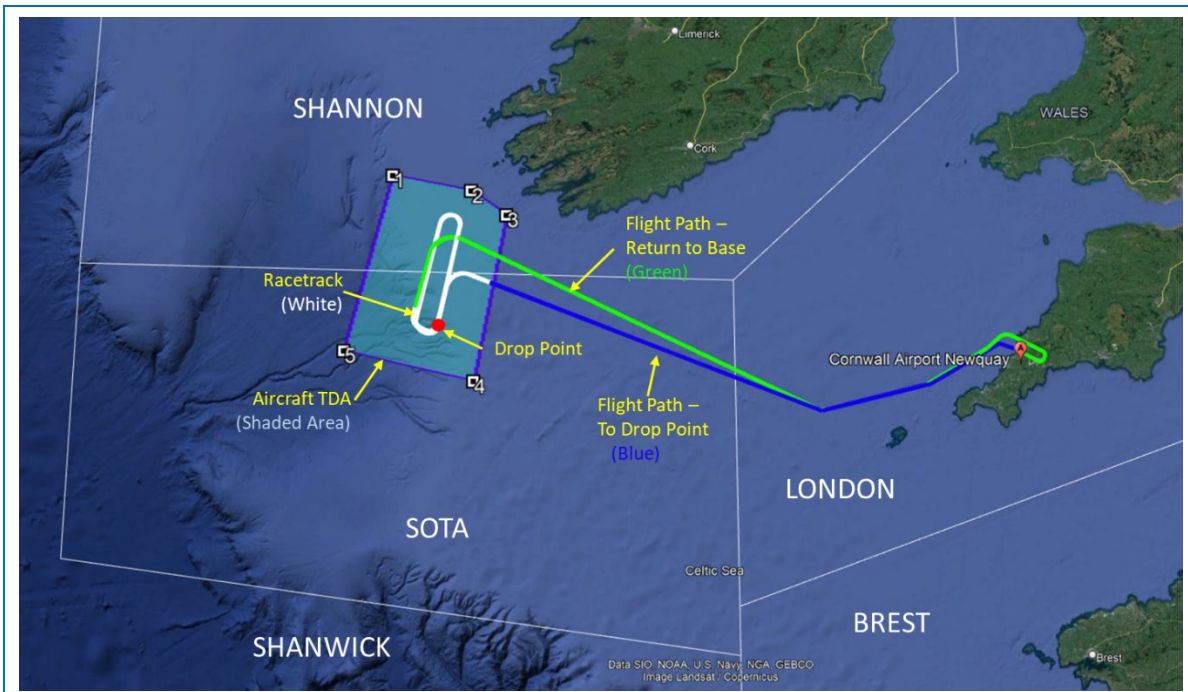 Limerick
WALES
SHANNON
Cork
1
2
3
Flight Path –
Return to Base
(Green)
Racetrack
(White)
Drop Point
A
Cornwall Airport Newquay
5
4
Aircraft TDA
(Shaded Area)
Flight Path –
To Drop Point
(Blue)
LONDON
SOTA
Celtic Sea
BREST
SHANWICK
Brest
Data SIO, NOAA, U.S. Navy, NGA, GEBCO
Image Landsat / Copernicus